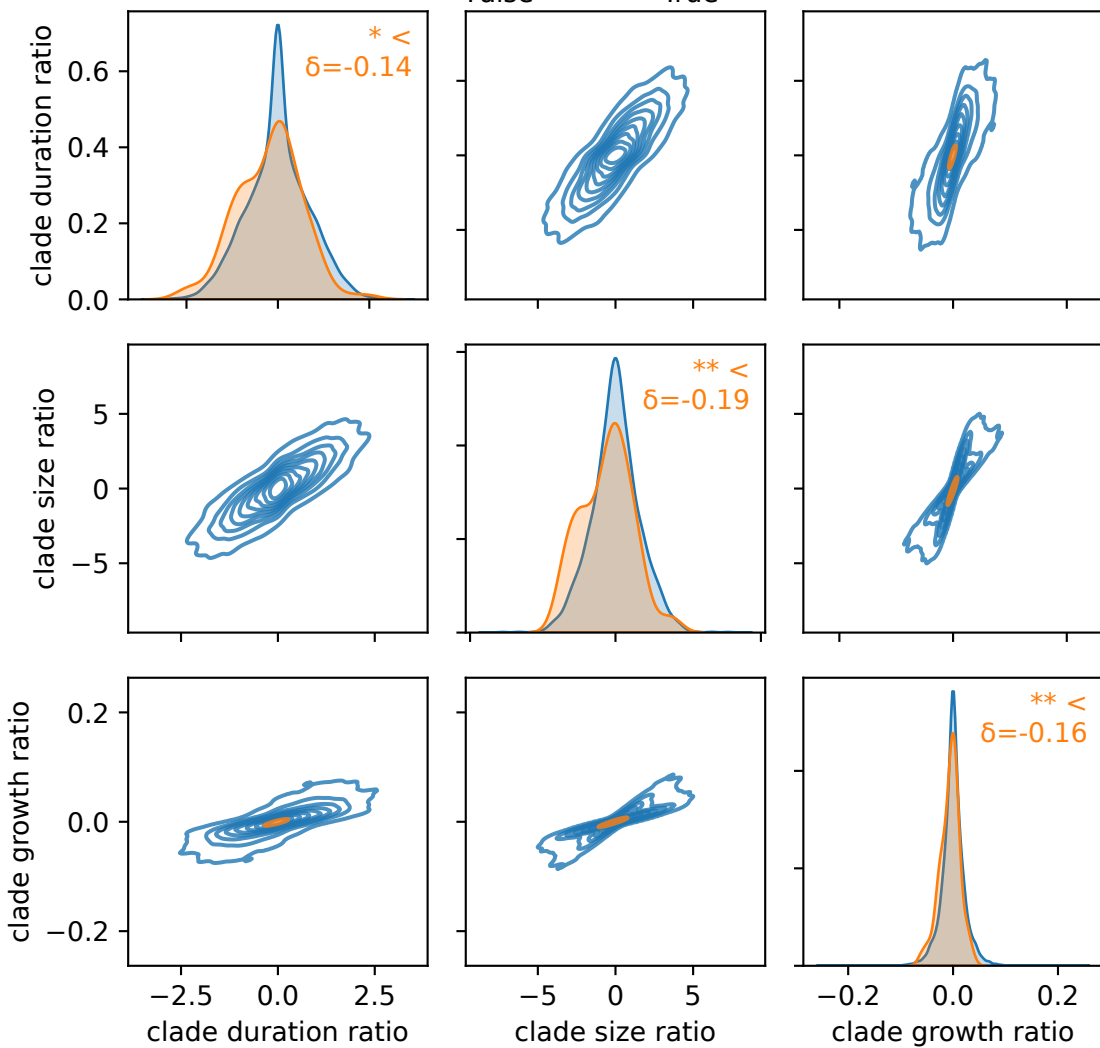 clade duration ratio
0.6
0.4
0.2
0.0
* <
δ=-0.14
clade size ratio
5
0
−5
** <
δ=-0.19
clade growth ratio
0.2
0.0
−0.2
** <
δ=-0.16
−2.5 0.0 2.5
−5 0 5
−0.2 0.0 0.2
clade duration ratio
clade size ratio
clade growth ratio